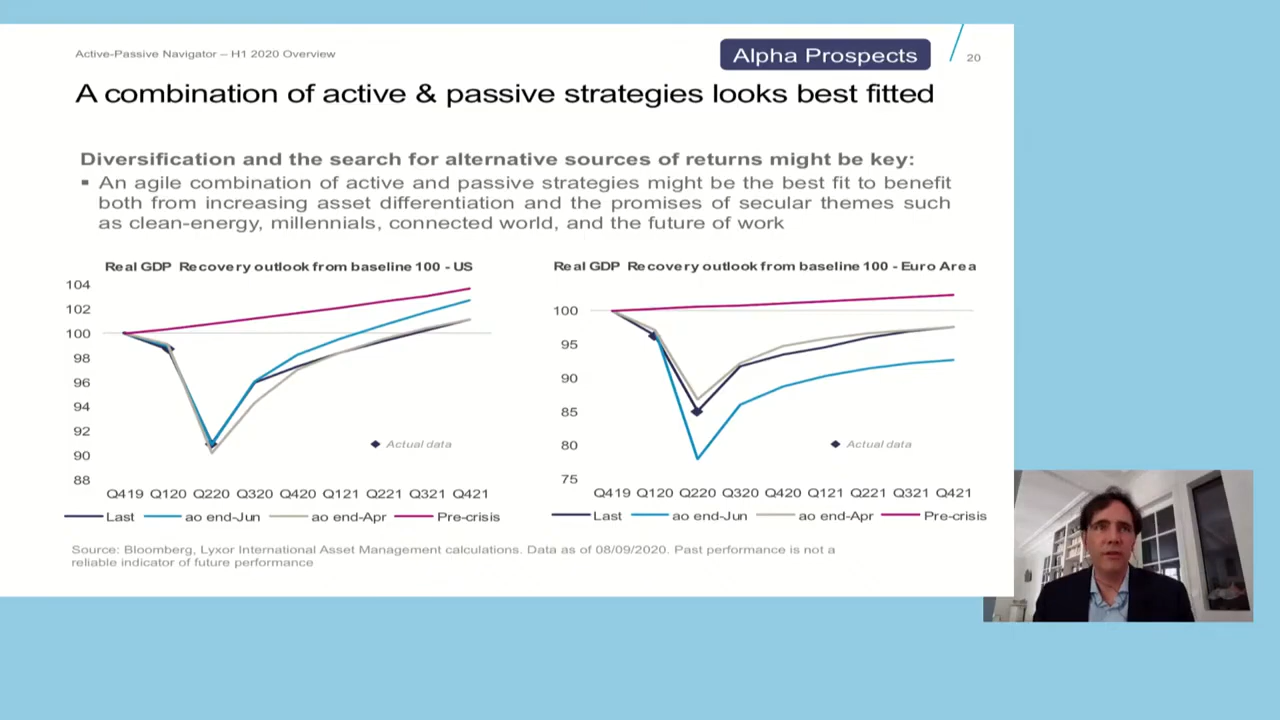 Active-Passive Navigator – H1 2020 Overview
Alpha Prospects
20
A combination of active & passive strategies looks best fitted
Diversification and the search for alternative sources of returns might be key:
▪ An agile combination of active and passive strategies might be the best fit to benefit
both from increasing asset differentiation and the promises of secular themes such
as clean-energy, millennials, connected world, and the future of work
Real GDP Recovery outlook from baseline 100 - US
104
102
100
98
96
94
92
90
88
Actual data
Q419 Q120 Q220 Q320 Q420 Q121 Q221 Q321 Q421
Last ao end-Jun ao end-Apr Pre-crisis
Real GDP Recovery outlook from baseline 100 - Euro Area
100
95
90
85
80
75
Actual data
Q419 Q120 Q220 Q320 Q420 Q121 Q221 Q321 Q421
Last ao end-Jun ao end-Apr Pre-crisis
Source: Bloomberg, Lyxor International Asset Management calculations. Data as of 08/09/2020. Past performance is not a
reliable indicator of future performance